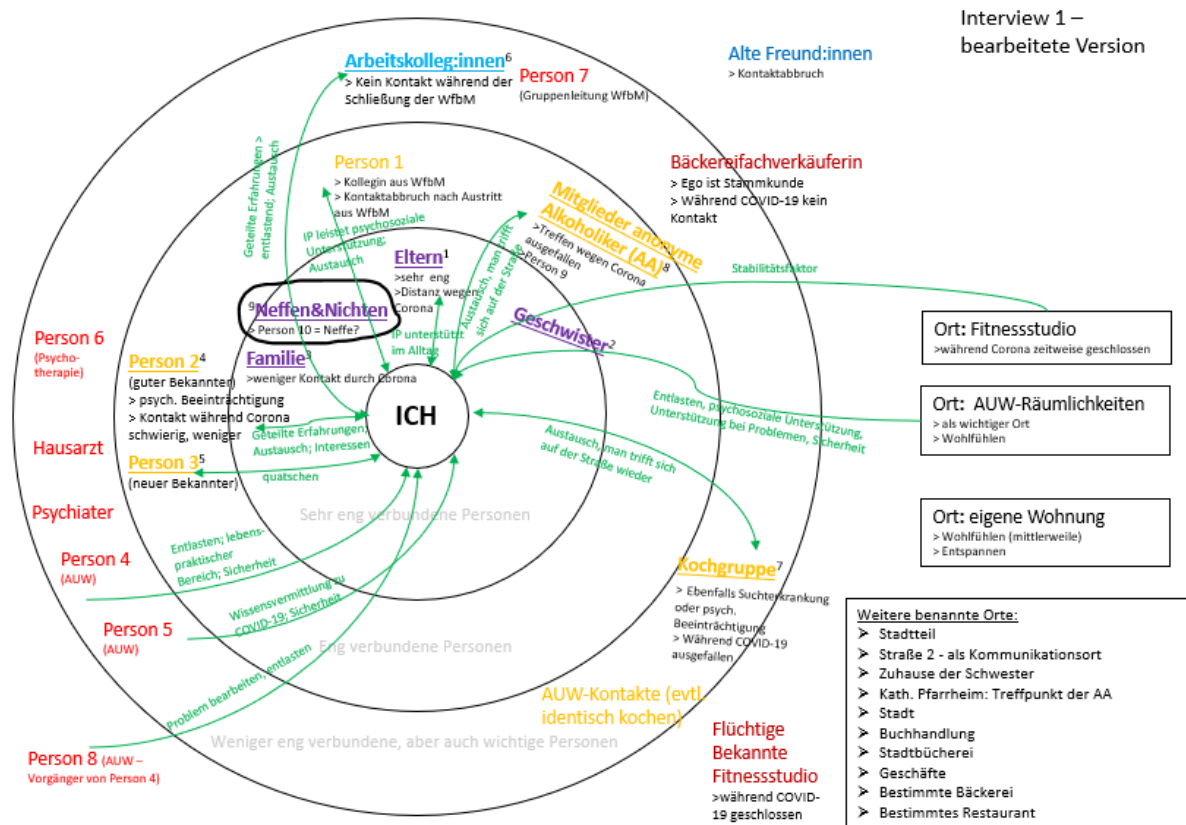 Interview 1 –
bearbeitete Version
Arbeitskolleg:innen⁶
> Kein Kontakt während der
Schließung der WfbM
Person 7
(Gruppenleitung WfbM)
Alte Freund:innen
> Kontaktabbruch
Person 1
> Kollegin aus WfbM
> Kontaktabbruch nach Austritt
aus WfbM
Bäckereifachverkäuferin
> Ego ist Stammkunde
> Während COVID-19 kein
Kontakt
Geteilte Erfahrungen >
entlastend; Austausch
IP leistet psychosoziale
Unterstützung;
Austausch
Mitglieder anonyme
Alkoholiker (AA)⁸
>Treffen wegen Corona
ausgefallen
>Person 9
Austausch, man trifft
sich auf der Straße
Eltern¹
>sehr eng
>Distanz wegen
Corona
IP unterstützt
im Alltag
Stabilitätsfaktor
⁹Neffen&Nichten
> Person 10 = Neffe?
Geschwister²
Familie³
>weniger Kontakt durch Corona
Ort: Fitnessstudio
>während Corona zeitweise geschlossen
Person 6
(Psycho-
therapie)
Person 2⁴
(guter Bekannter)
> psych. Beeinträchtigung
> Kontakt während Corona
schwierig, weniger
Geteilte Erfahrungen;
Austausch; Interessen
ICH
Entlasten, psychosoziale Unterstützung,
Unterstützung bei Problemen, Sicherheit
Ort: AUW-Räumlichkeiten
> als wichtiger Ort
> Wohlfühlen
Hausarzt
Person 3⁵
(neuer Bekannter)
quatschen
Austausch, man trifft sich
auf der Straße wieder
Psychiater
Sehr eng verbundene Personen
Ort: eigene Wohnung
> Wohlfühlen (mittlerweile)
> Entspannen
Person 4
(AUW)
Entlasten; lebens-
praktischer
Bereich; Sicherheit
Kochgruppe⁷
> Ebenfalls Suchterkrankung
oder psych.
Beeinträchtigung
> Während COVID-19
ausgefallen
Person 5
(AUW)
Wissensvermittlung zu
COVID-19; Sicherheit
Eng verbundene Personen
Problem bearbeiten, entlasten
AUW-Kontakte (evtl.
identisch kochen)
Weniger eng verbundene, aber auch wichtige Personen
Person 8 (AUW –
Vorgänger von Person 4)
Flüchtige
Bekannte
Fitnessstudio
>während COVID-
19 geschlossen
Weitere benannte Orte:
➤ Stadtteil
➤ Straße 2 - als Kommunikationsort
➤ Zuhause der Schwester
➤ Kath. Pfarrheim: Treffpunkt der AA
➤ Stadt
➤ Buchhandlung
➤ Stadtbücherei
➤ Geschäfte
➤ Bestimmte Bäckerei
➤ Bestimmtes Restaurant